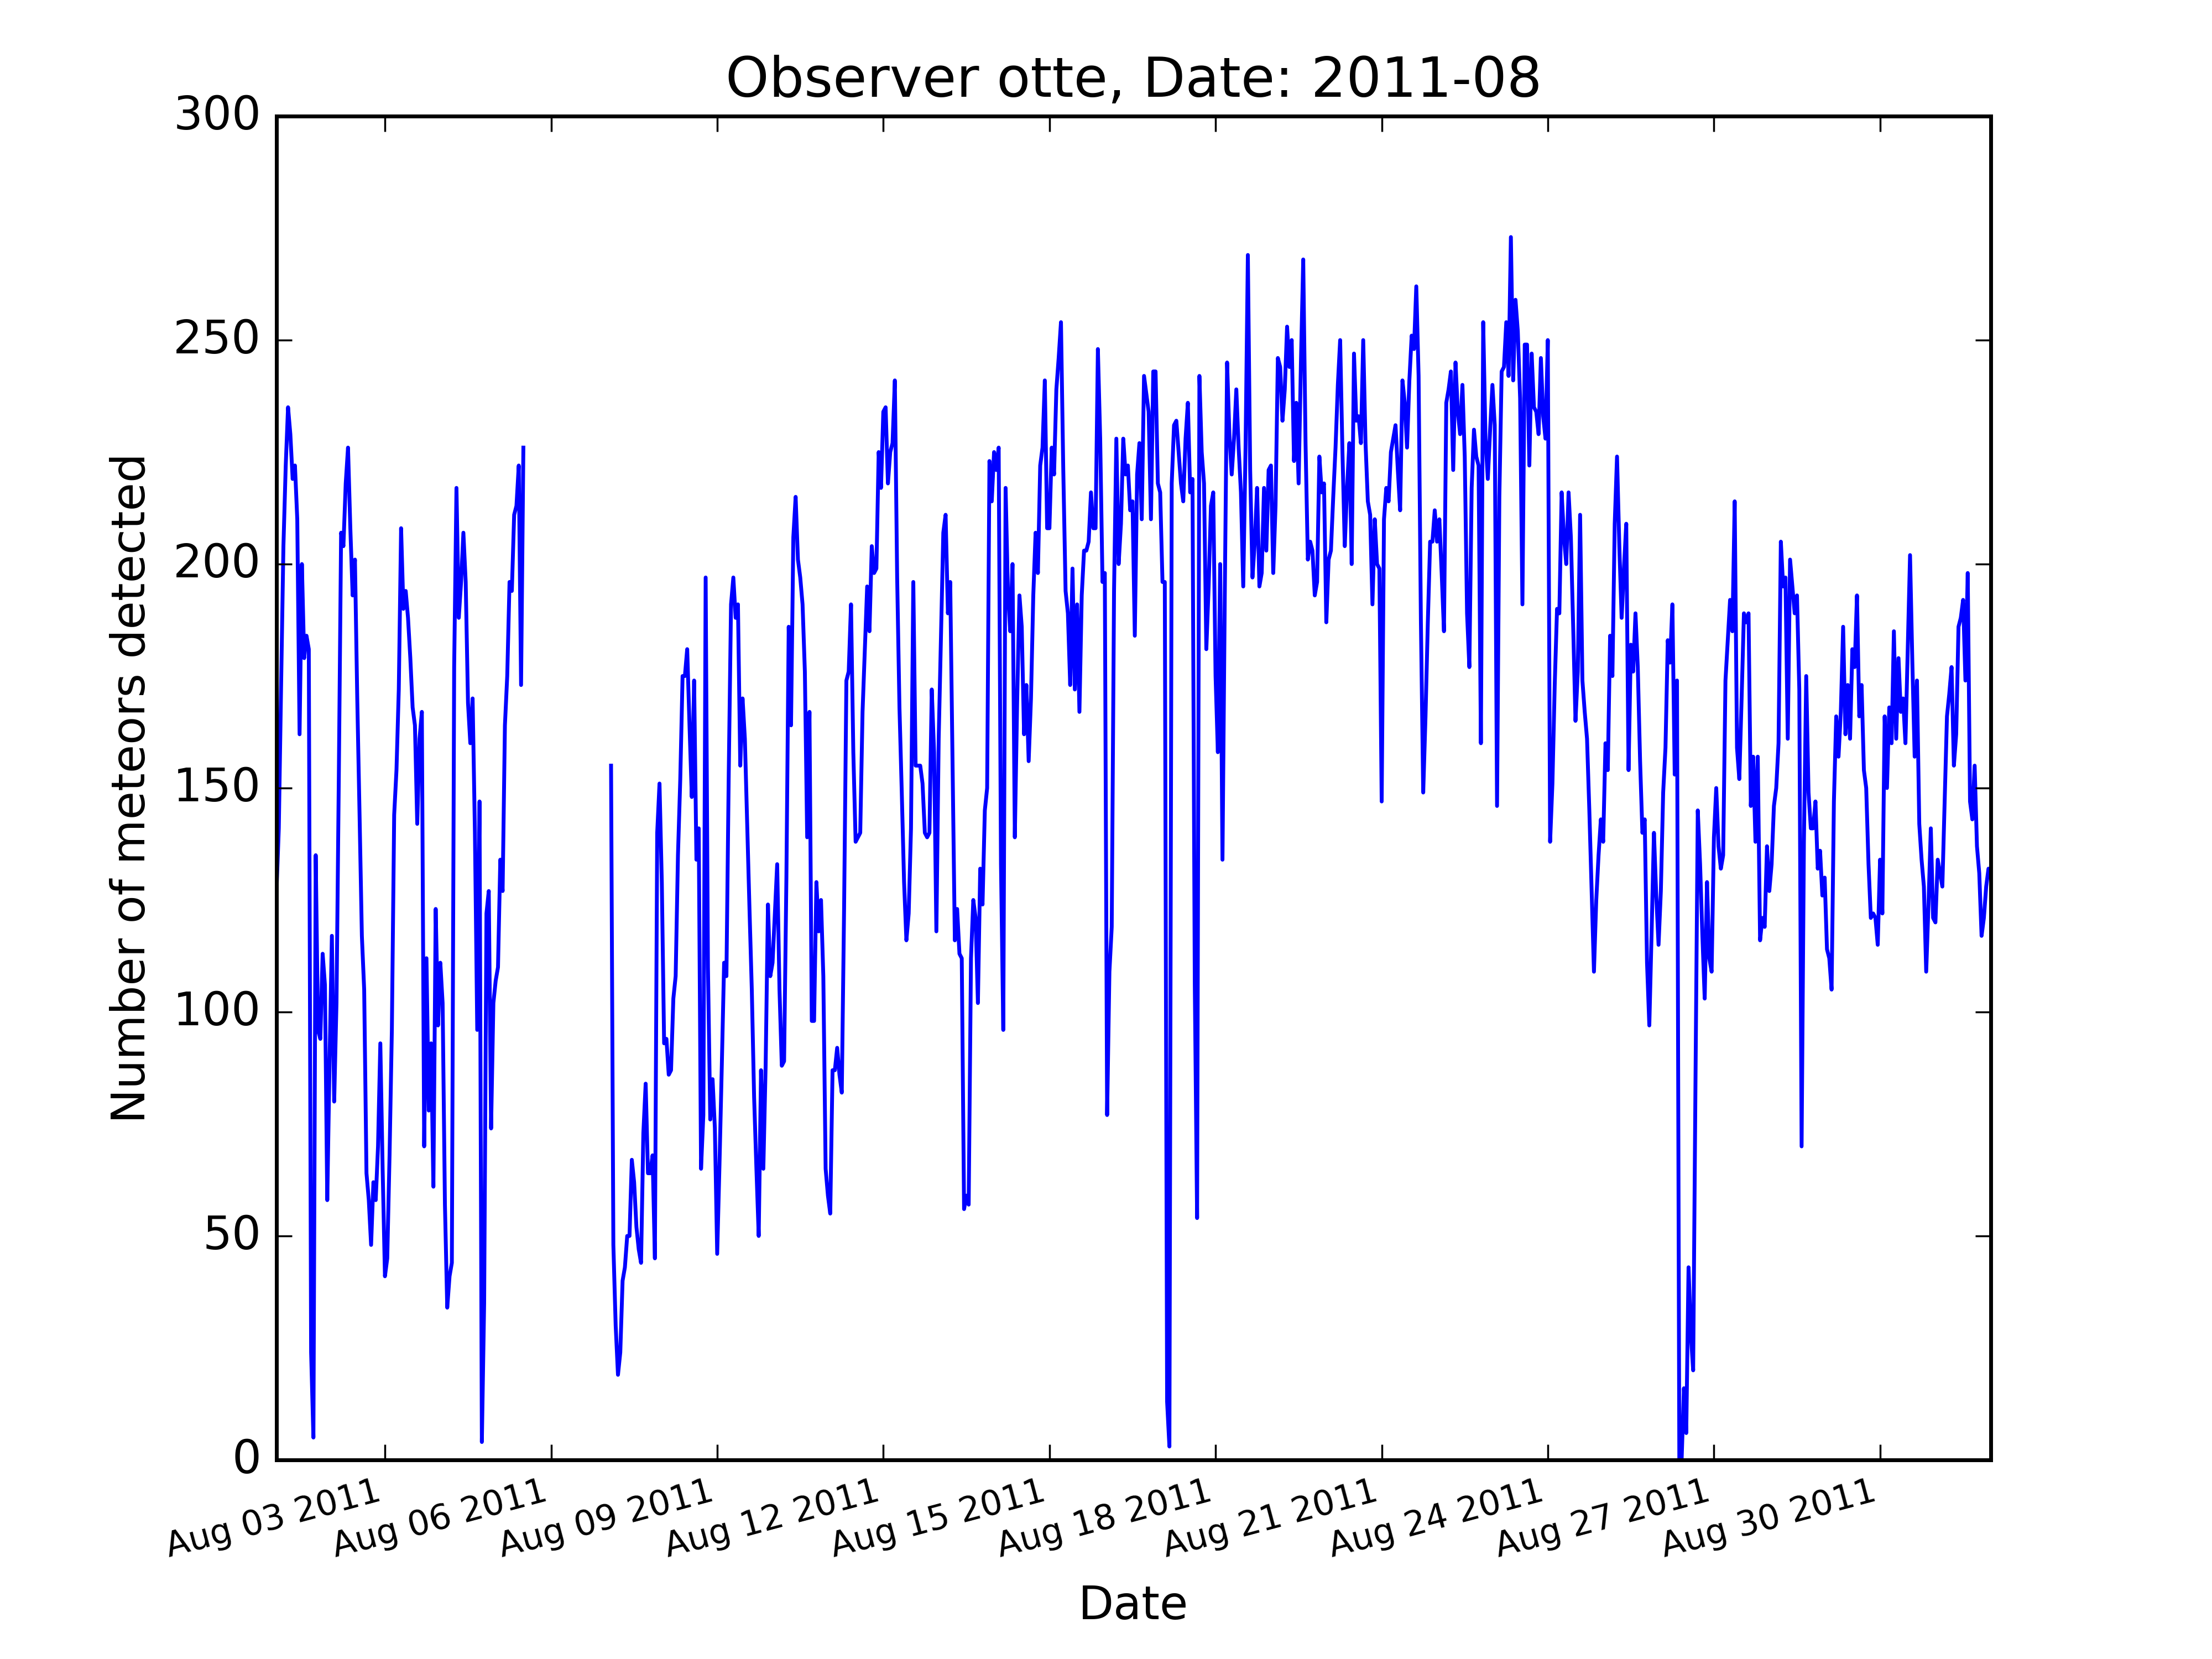 Observer otte, Date: 2011-08
300
250
200
150
100
50
0
Number of meteors detected
Aug 03 2011
Aug 06 2011
Aug 09 2011
Aug 12 2011
Aug 15 2011
Aug 18 2011
Aug 21 2011
Aug 24 2011
Aug 27 2011
Aug 30 2011
Date